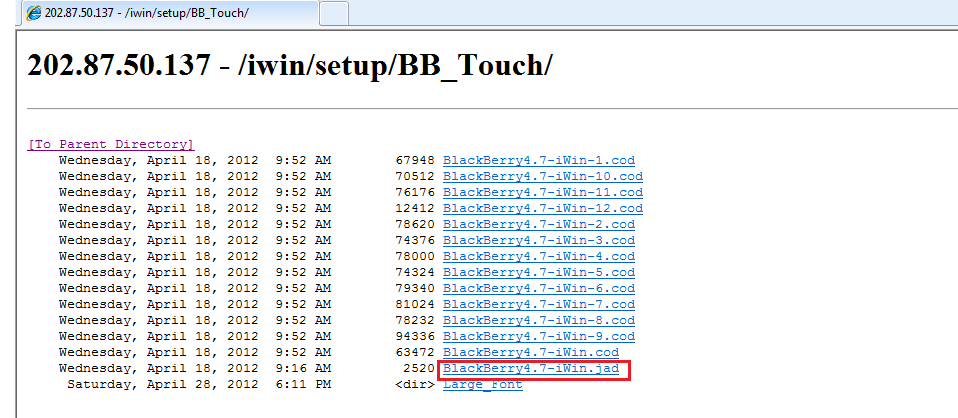 202.87.50.137 - /iwin/setup/BB_Touch/
202.87.50.137 - /iwin/setup/BB_Touch/
[To Parent Directory]
Wednesday, April 18, 2012 9:52 AM 67948 BlackBerry4.7-iWin-1.cod
Wednesday, April 18, 2012 9:52 AM 70512 BlackBerry4.7-iWin-10.cod
Wednesday, April 18, 2012 9:52 AM 76176 BlackBerry4.7-iWin-11.cod
Wednesday, April 18, 2012 9:52 AM 12412 BlackBerry4.7-iWin-12.cod
Wednesday, April 18, 2012 9:52 AM 78620 BlackBerry4.7-iWin-2.cod
Wednesday, April 18, 2012 9:52 AM 74376 BlackBerry4.7-iWin-3.cod
Wednesday, April 18, 2012 9:52 AM 78000 BlackBerry4.7-iWin-4.cod
Wednesday, April 18, 2012 9:52 AM 74324 BlackBerry4.7-iWin-5.cod
Wednesday, April 18, 2012 9:52 AM 79340 BlackBerry4.7-iWin-6.cod
Wednesday, April 18, 2012 9:52 AM 81024 BlackBerry4.7-iWin-7.cod
Wednesday, April 18, 2012 9:52 AM 78232 BlackBerry4.7-iWin-8.cod
Wednesday, April 18, 2012 9:52 AM 94336 BlackBerry4.7-iWin-9.cod
Wednesday, April 18, 2012 9:52 AM 63472 BlackBerry4.7-iWin.cod
Wednesday, April 18, 2012 9:16 AM 2520 BlackBerry4.7-iWin.jad
Saturday, April 28, 2012 6:11 PM <dir> Large_Font